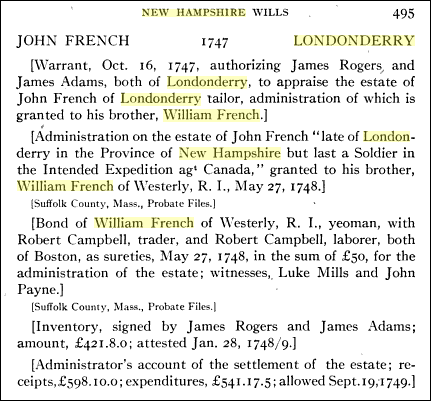 NEW HAMPSHIRE WILLS 495
JOHN FRENCH 1747 LONDONDERRY
[Warrant, Oct. 16, 1747, authorizing James Rogers and
James Adams, both of Londonderry, to appraise the estate of
John French of Londonderry tailor, administration of which is
granted to his brother, William French.]
[Administration on the estate of John French "late of London-
derry in the Province of New Hampshire but last a Soldier in
the Intended Expedition agt Canada," granted to his brother,
William French of Westerly, R. I., May 27, 1748.]
[Suffolk County, Mass., Probate Files.]
[Bond of William French of Westerly, R. I., yeoman, with
Robert Campbell, trader, and Robert Campbell, laborer, both
of Boston, as sureties, May 27, 1748, in the sum of £50, for the
administration of the estate; witnesses, Luke Mills and John
Payne.]
[Suffolk County, Mass., Probate Files.]
[Inventory, signed by James Rogers and James Adams;
amount, £421.8.0; attested Jan. 28, 1748/9.]
[Administrator's account of the settlement of the estate; re-
ceipts, £598.10.0; expenditures, £541.17.5; allowed Sept. 19, 1749.]